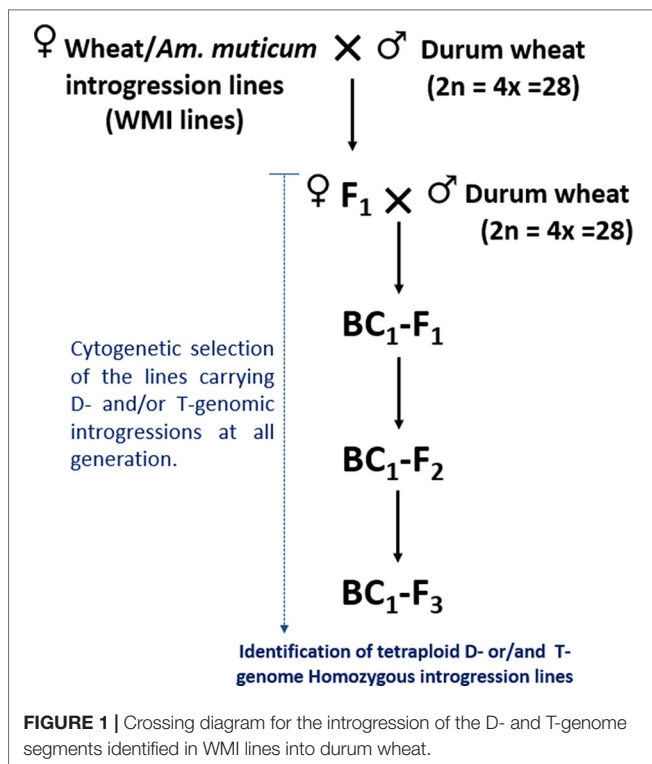 ♀ Wheat/Am. muticum × ♂ Durum wheat
introgression lines (2n = 4x =28)
(WMI lines)
♀ F₁ × ♂ Durum wheat
(2n = 4x =28)
BC₁-F₁
Cytogenetic selection
of the lines carrying
D- and/or T-genomic
introgressions at all
generation.
BC₁-F₂
BC₁-F₃
Identification of tetraploid D- or/and T-
genome Homozygous introgression lines
FIGURE 1 | Crossing diagram for the introgression of the D- and T-genome
segments identified in WMI lines into durum wheat.